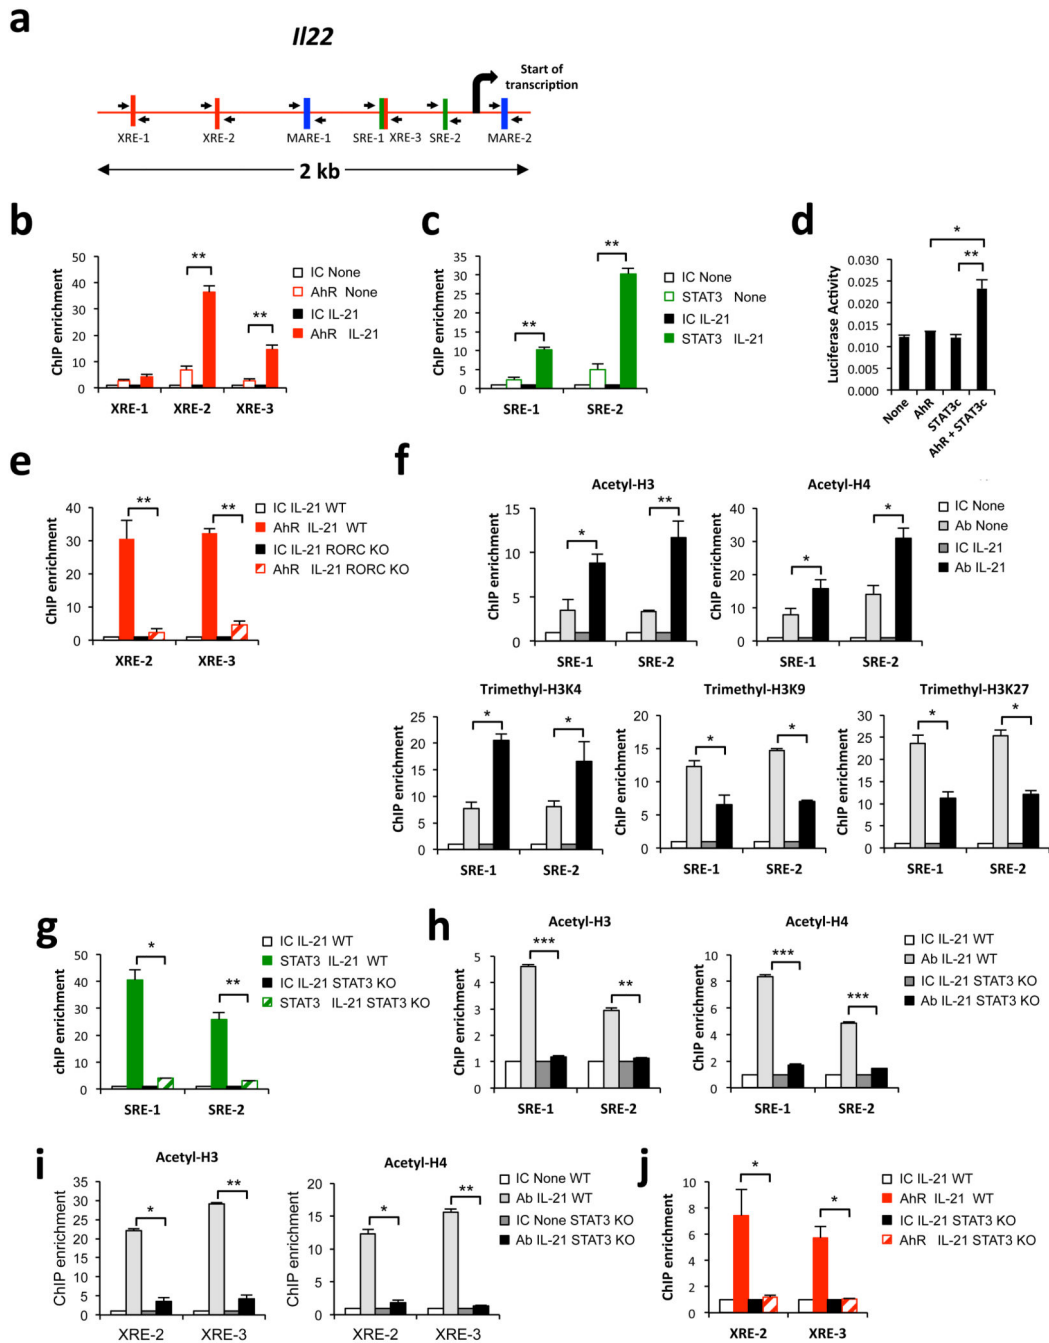 a
Il22
Start of
transcription
XRE-1
XRE-2
MARE-1
SRE-1
XRE-3
SRE-2
MARE-2
2 kb
b
ChIP enrichment
50
40
30
20
10
0
**
**
XRE-1
XRE-2
XRE-3
IC None
AhR None
IC IL-21
AhR IL-21
c
ChIP enrichment
35
30
25
20
15
10
5
0
**
**
SRE-1
SRE-2
IC None
STAT3 None
IC IL-21
STAT3 IL-21
d
Luciferase Activity
0.030
0.025
0.020
0.015
0.010
0.005
0.000
*
**
None
AhR
STAT3c
AhR + STAT3c
e
ChIP enrichment
40
30
20
10
0
**
**
XRE-2
XRE-3
IC IL-21 WT
AhR IL-21 WT
IC IL-21 RORC KO
AhR IL-21 RORC KO
f
Acetyl-H3
ChIP enrichment
15
10
5
0
*
**
SRE-1
SRE-2
Acetyl-H4
ChIP enrichment
40
30
20
10
0
*
*
SRE-1
SRE-2
IC None
Ab None
IC IL-21
Ab IL-21
Trimethyl-H3K4
ChIP enrichment
25
20
15
10
5
0
*
*
SRE-1
SRE-2
Trimethyl-H3K9
ChIP enrichment
20
15
10
5
0
*
*
SRE-1
SRE-2
Trimethyl-H3K27
ChIP enrichment
30
25
20
15
10
5
0
*
*
SRE-1
SRE-2
g
chIP enrichment
50
40
30
20
10
0
*
**
SRE-1
SRE-2
IC IL-21 WT
STAT3 IL-21 WT
IC IL-21 STAT3 KO
STAT3 IL-21 STAT3 KO
h
Acetyl-H3
ChIP enrichment
5
4
3
2
1
0
***
**
SRE-1
SRE-2
Acetyl-H4
ChIP enrichment
10
8
6
4
2
0
***
***
SRE-1
SRE-2
IC IL-21 WT
Ab IL-21 WT
IC IL-21 STAT3 KO
Ab IL-21 STAT3 KO
i
Acetyl-H3
ChIP enrichment
35
30
25
20
15
10
5
0
*
**
XRE-2
XRE-3
Acetyl-H4
ChIP enrichment
20
15
10
5
0
*
**
XRE-2
XRE-3
IC None WT
Ab IL-21 WT
IC None STAT3 KO
Ab IL-21 STAT3 KO
j
ChIP enrichment
10
8
6
4
2
0
*
*
XRE-2
XRE-3
IC IL-21 WT
AhR IL-21 WT
IC IL-21 STAT3 KO
AhR IL-21 STAT3 KO